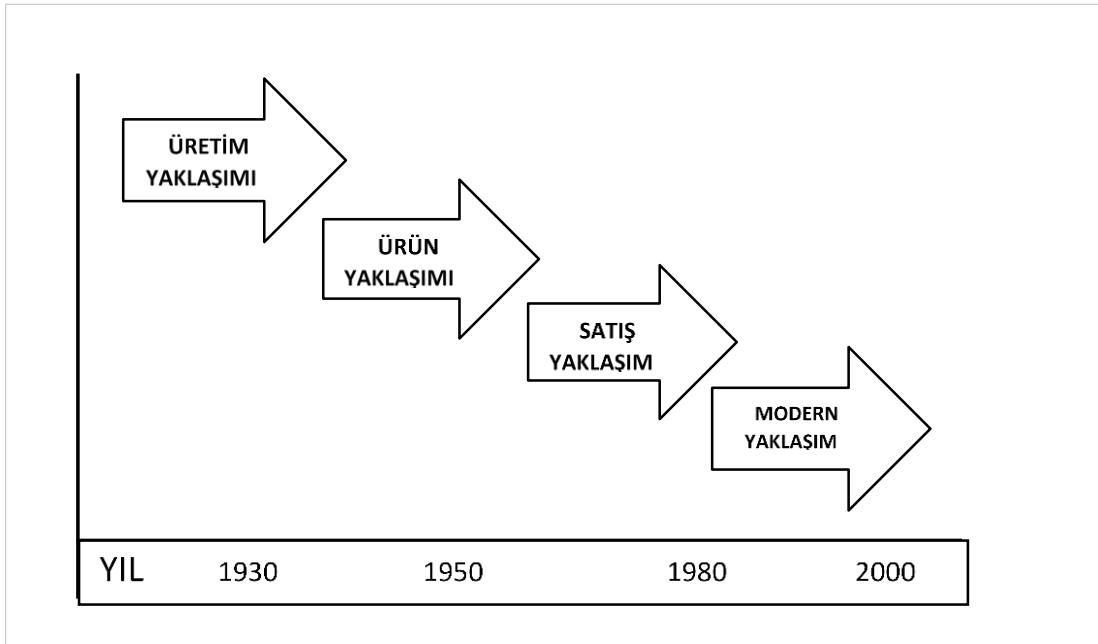 ÜRETİM
YAKLAŞIMI
ÜRÜN
YAKLAŞIMI
SATIŞ
YAKLAŞIM
MODERN
YAKLAŞIM
YIL 1930 1950 1980 2000